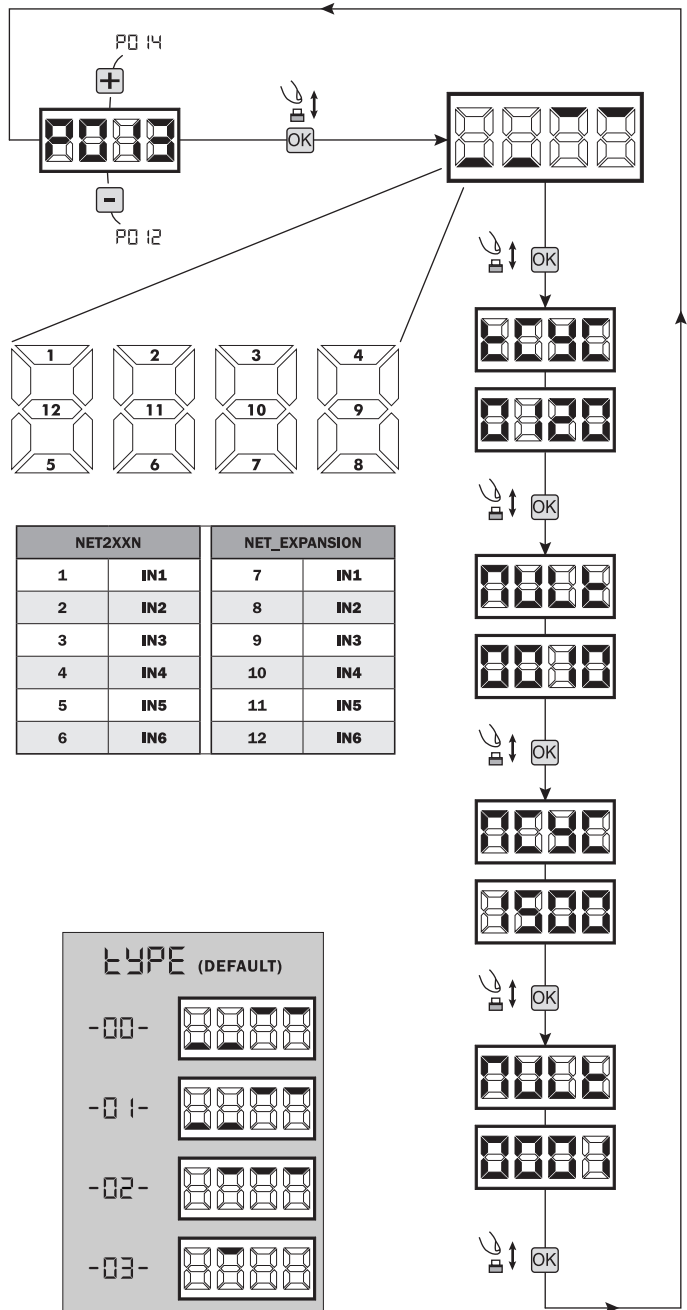 P014
+
P013
OK
-
P012
OK
1 2 3 4
12 11 10 9
5 6 7 8
tCYC
0120
OK
MULt
0010
OK
MCYC
1500
OK
MULt
0001
OK
NET2XXN NET_EXPANSION
1 IN1 7 IN1
2 IN2 8 IN2
3 IN3 9 IN3
4 IN4 10 IN4
5 IN5 11 IN5
6 IN6 12 IN6
tYPE (DEFAULT)
-00-
-01-
-02-
-03-